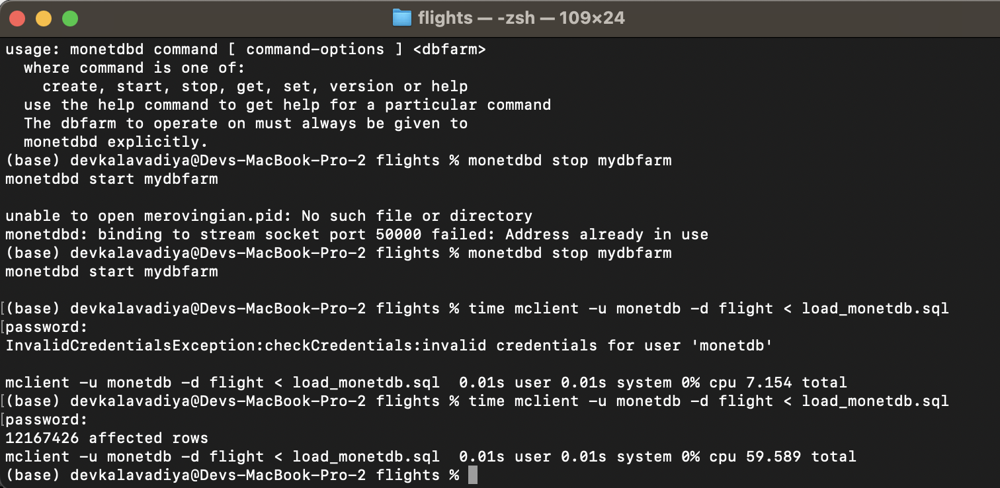 flights — -zsh — 109×24
usage: monetdbd command [ command-options ] <dbfarm>
  where command is one of:
    create, start, stop, get, set, version or help
  use the help command to get help for a particular command
  The dbfarm to operate on must always be given to
  monetdbd explicitly.
(base) devkalavadiya@Devs-MacBook-Pro-2 flights % monetdbd stop mydbfarm
monetdbd start mydbfarm
unable to open merovingian.pid: No such file or directory
monetdbd: binding to stream socket port 50000 failed: Address already in use
(base) devkalavadiya@Devs-MacBook-Pro-2 flights % monetdbd stop mydbfarm
monetdbd start mydbfarm
[(base) devkalavadiya@Devs-MacBook-Pro-2 flights % time mclient -u monetdb -d flight < load_monetdb.sql
[password:
InvalidCredentialsException:checkCredentials:invalid credentials for user 'monetdb'
mclient -u monetdb -d flight < load_monetdb.sql  0.01s user 0.01s system 0% cpu 7.154 total
[(base) devkalavadiya@Devs-MacBook-Pro-2 flights % time mclient -u monetdb -d flight < load_monetdb.sql
[password:
12167426 affected rows
mclient -u monetdb -d flight < load_monetdb.sql  0.01s user 0.01s system 0% cpu 59.589 total
(base) devkalavadiya@Devs-MacBook-Pro-2 flights %